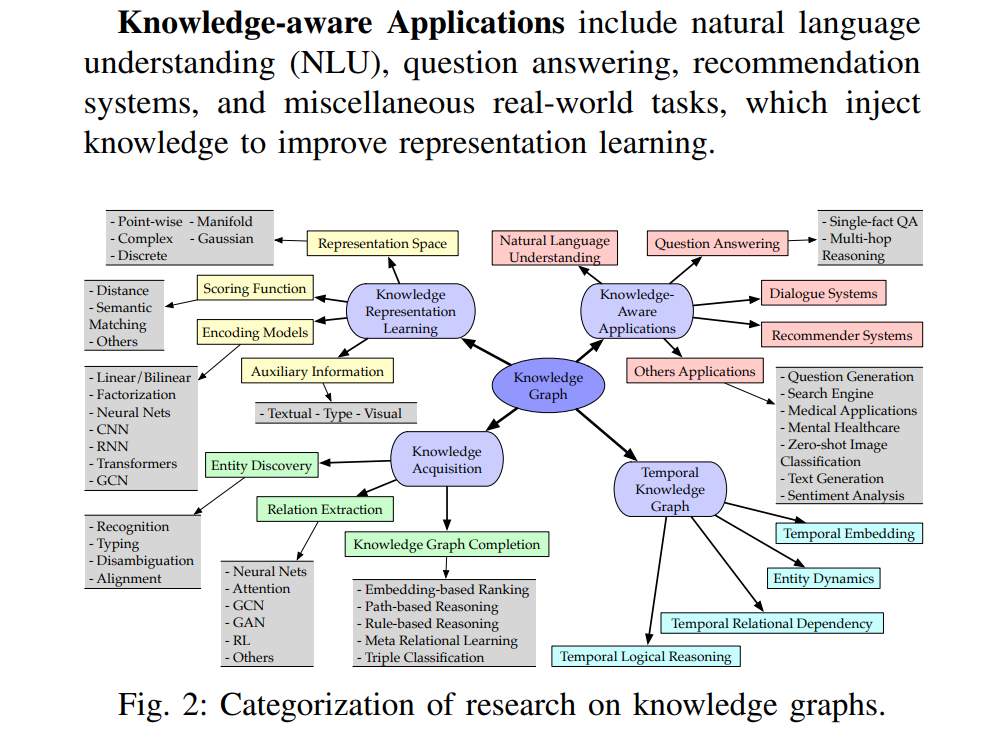 Knowledge-aware Applications include natural language
understanding (NLU), question answering, recommendation
systems, and miscellaneous real-world tasks, which inject
knowledge to improve representation learning.
- Point-wise - Manifold
- Complex - Gaussian
- Discrete
Representation Space
Natural Language
Understanding
Question Answering
- Single-fact QA
- Multi-hop
Reasoning
- Distance
- Semantic
Matching
- Others
Scoring Function
Encoding Models
Auxiliary Information
Knowledge
Representation
Learning
Knowledge-
Aware
Applications
Dialogue Systems
Recommender Systems
Others Applications
- Linear/Bilinear
- Factorization
- Neural Nets
- CNN
- RNN
- Transformers
- GCN
- Textual - Type - Visual
Knowledge
Graph
- Question Generation
- Search Engine
- Medical Applications
- Mental Healthcare
- Zero-shot Image
Classification
- Text Generation
- Sentiment Analysis
Entity Discovery
Relation Extraction
Knowledge
Acquisition
Knowledge Graph Completion
Temporal
Knowledge
Graph
- Recognition
- Typing
- Disambiguation
- Alignment
- Neural Nets
- Attention
- GCN
- GAN
- RL
- Others
- Embedding-based Ranking
- Path-based Reasoning
- Rule-based Reasoning
- Meta Relational Learning
- Triple Classification
Temporal Embedding
Entity Dynamics
Temporal Relational Dependency
Temporal Logical Reasoning
Fig. 2: Categorization of research on knowledge graphs.